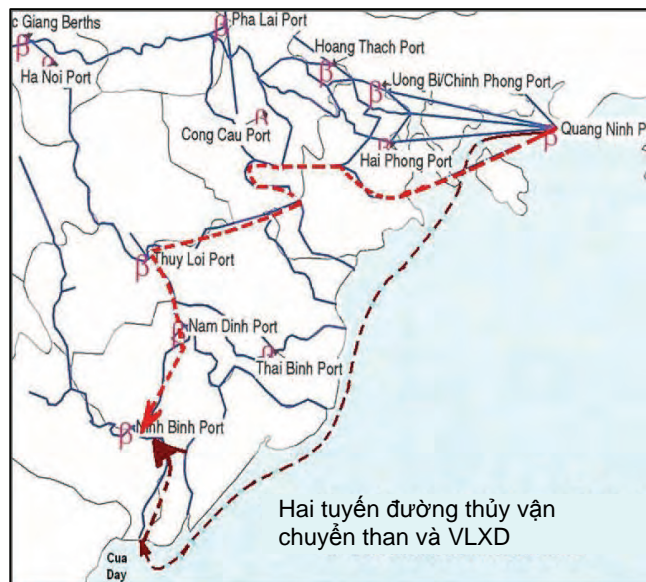 c Giang Berths
Pha Lai Port
Hoang Thach Port
Ha Noi Port
Uong Bi/Chinh Phong Port
Cong Cau Port
Quang Ninh P
Hai Phong Port
Thuy Loi Port
Nam Dinh Port
Thai Binh Port
Ninh Binh Port
Hai tuyến đường thủy vận
chuyển than và VLXD
Cua
Day